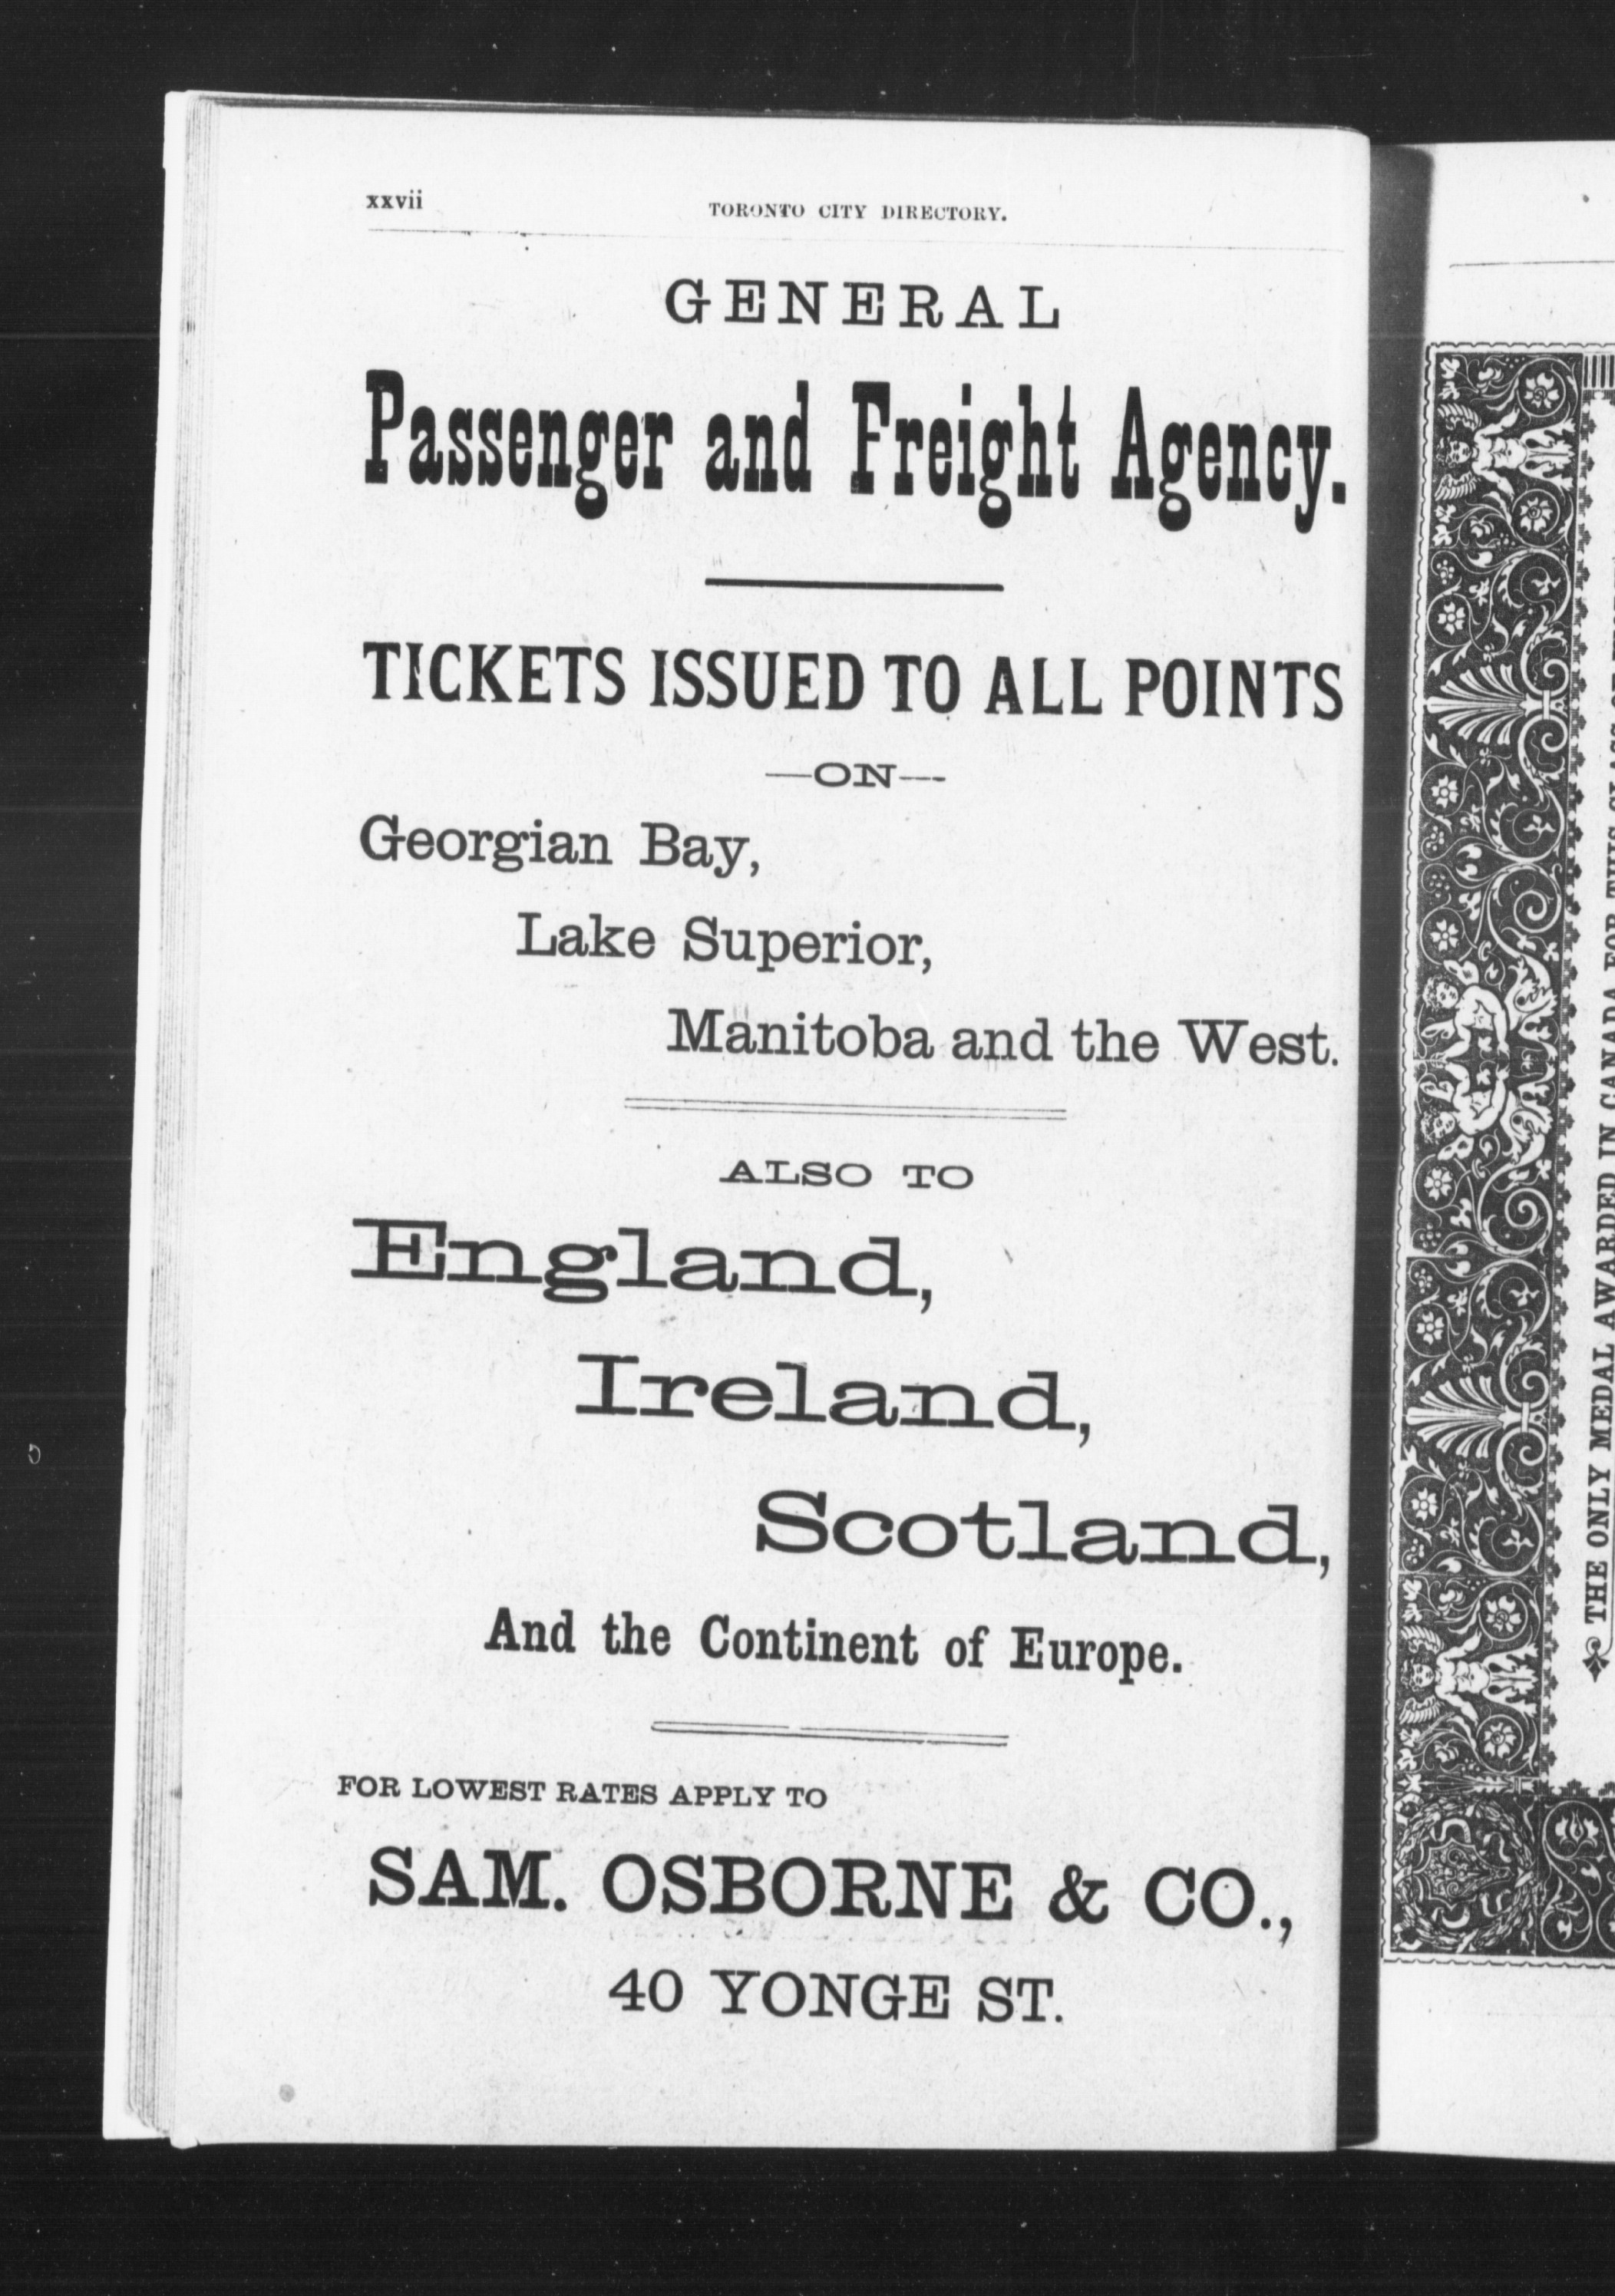 xxvii
TORONTO CITY DIRECTORY.
GENERAL
Passenger and Freight Agency.
TICKETS ISSUED TO ALL POINTS
—ON—
Georgian Bay,
Lake Superior,
Manitoba and the West.
ALSO TO
England,
Ireland,
Scotland,
And the Continent of Europe.
FOR LOWEST RATES APPLY TO
SAM. OSBORNE & CO.,
40 YONGE ST.
THE ONLY MEDAL AWARDED IN CANADA FOR THIS CLASS